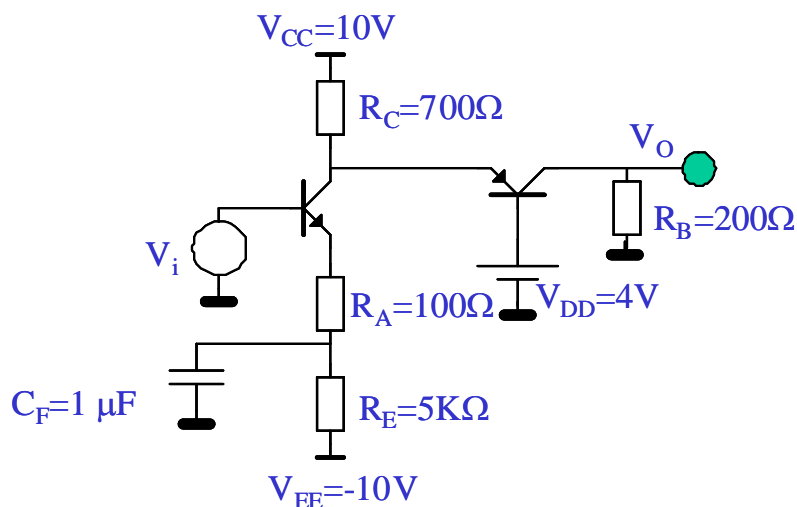 V_CC=10V
R_C=700Ω
V_O
R_B=200Ω
V_i
V_DD=4V
R_A=100Ω
C_F=1 μF
R_E=5KΩ
V_EE=-10V